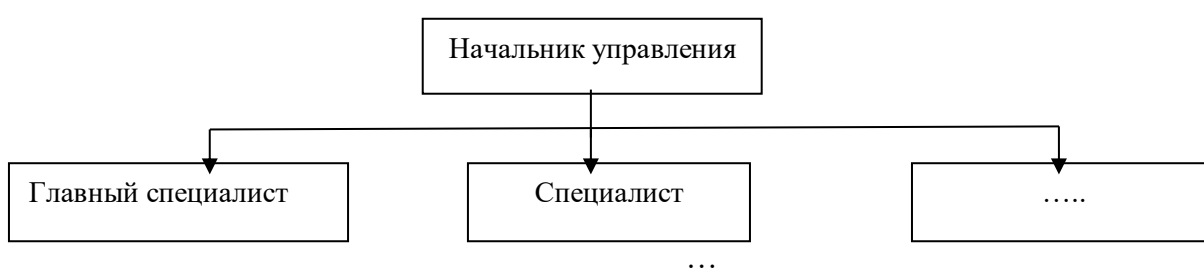 Начальник управления
Главный специалист
Специалист
…..
…